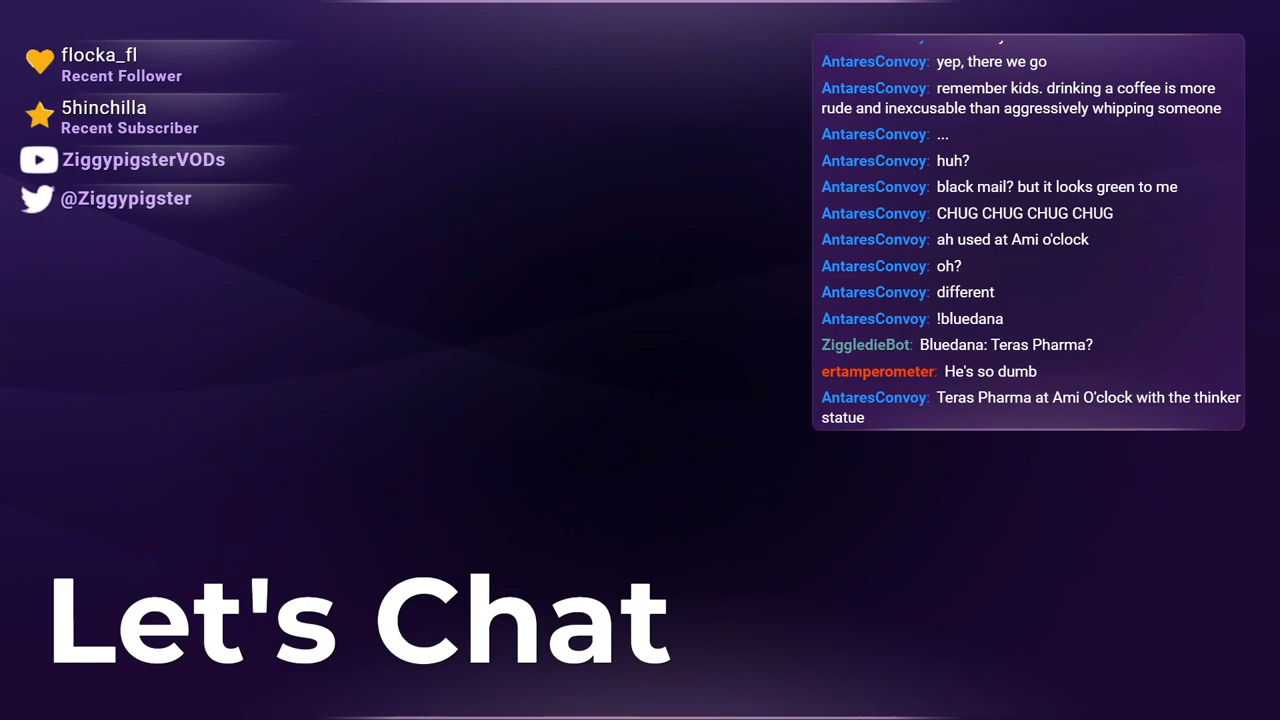 flocka_fl
Recent Follower
5hinchilla
Recent Subscriber
ZiggypigsterVODs
@Ziggypigster
AntaresConvoy: yep, there we go
AntaresConvoy: remember kids. drinking a coffee is more
rude and inexcusable than aggressively whipping someone
AntaresConvoy: ...
AntaresConvoy: huh?
AntaresConvoy: black mail? but it looks green to me
AntaresConvoy: CHUG CHUG CHUG CHUG
AntaresConvoy: ah used at Ami o'clock
AntaresConvoy: oh?
AntaresConvoy: different
AntaresConvoy: !bluedana
ZiggledieBot: Bluedana: Teras Pharma?
ertamperometer: He's so dumb
AntaresConvoy: Teras Pharma at Ami O'clock with the thinker
statue
Let's Chat